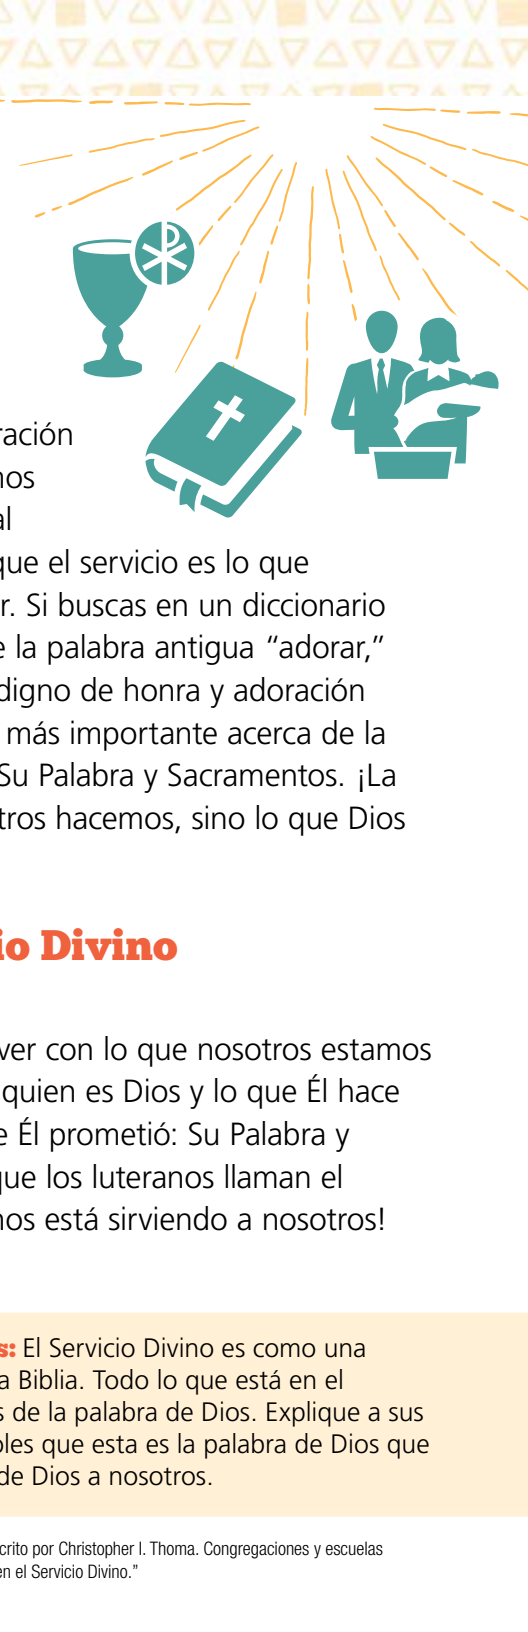 ración
nos
al
que el servicio es lo que
r. Si buscas en un diccionario
e la palabra antigua “adorar,”
digno de honra y adoración
más importante acerca de la
Su Palabra y Sacramentos. ¡La
tros hacemos, sino lo que Dios
io Divino
ver con lo que nosotros estamos
quien es Dios y lo que Él hace
e Él prometió: Su Palabra y
que los luteranos llaman el
nos está sirviendo a nosotros!
s: El Servicio Divino es como una
a Biblia. Todo lo que está en el
s de la palabra de Dios. Explique a sus
bles que esta es la palabra de Dios que
de Dios a nosotros.
crito por Christopher I. Thoma. Congregaciones y escuelas
en el Servicio Divino.”